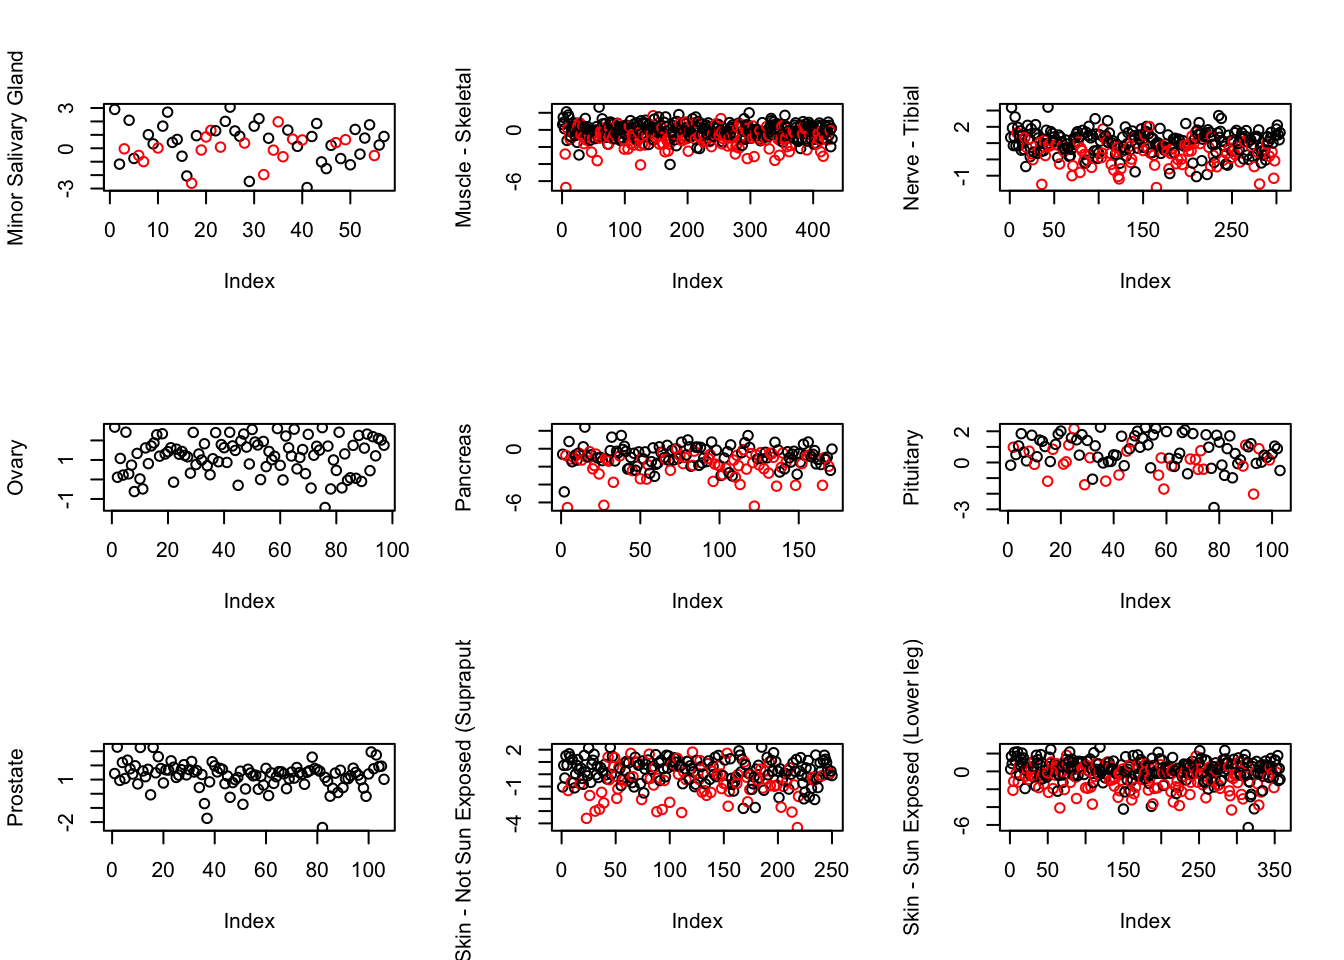 Minor Salivary Gland
3
0
-3
0 10 20 30 40 50
Index
Muscle - Skeletal
0
-6
0 100 200 300 400
Index
Nerve - Tibial
2
-1
0 50 150 250
Index
Ovary
1
-1
0 20 40 60 80 100
Index
Pancreas
0
-6
0 50 100 150
Index
Pituitary
2
0
-3
0 20 40 60 80 100
Index
Prostate
1
-2
0 20 40 60 80 100
Index
Skin - Not Sun Exposed (Suprapub
2
-1
-4
0 50 100 150 200 250
Index
Skin - Sun Exposed (Lower leg)
0
-6
0 50 150 250 350
Index